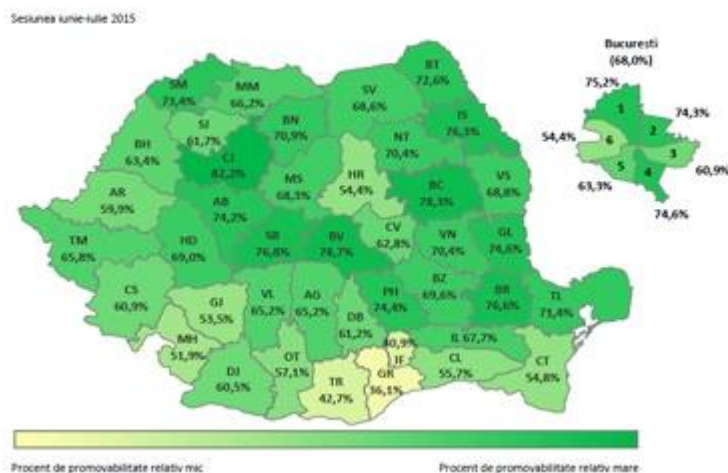 Sesiunea iunie-iulie 2015
Bucuresti
(68,0%)
75,2%
1
2
74,3%
54,4%
6
3
5
4
60,9%
63,3%
74,6%
BT
72,6%
SM
73,4%
MM
66,2%
SV
68,6%
IS
76,3%
SJ
61,7%
BN
70,9%
NT
70,4%
BH
63,4%
CJ
82,2%
HR
54,4%
MS
68,3%
BC
78,3%
VS
68,8%
AR
59,9%
AB
74,2%
SB
76,8%
BV
78,7%
CV
62,8%
VN
70,4%
GL
74,6%
TM
65,8%
HD
69,0%
CS
60,9%
GJ
53,5%
VL
65,2%
AG
65,2%
PH
74,4%
BZ
69,6%
BR
76,6%
TL
71,4%
DB
61,2%
MH
51,9%
DJ
60,5%
OT
57,1%
TR
42,7%
40,9%
IF
GR
36,1%
IL 67,7%
CL
55,7%
CT
54,8%
Procent de promovabilitate relativ mic
Procent de promovabilitate relativ mare